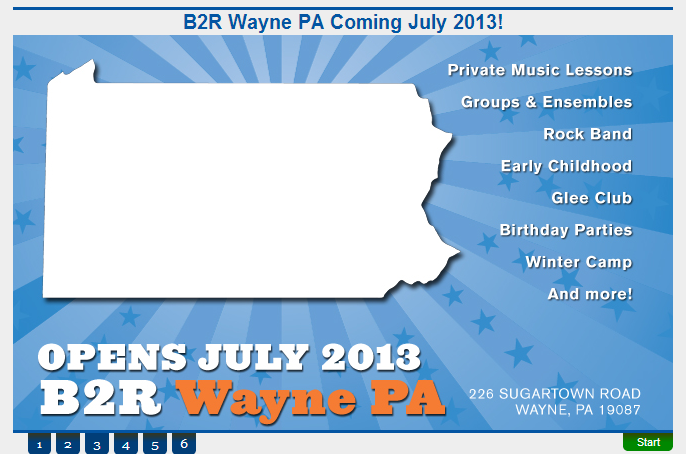 B2R Wayne PA Coming July 2013!
Private Music Lessons
Groups & Ensembles
Rock Band
Early Childhood
Glee Club
Birthday Parties
Winter Camp
And more!
OPENS JULY 2013
B2R Wayne PA
226 SUGARTOWN ROAD
WAYNE, PA 19087
1 2 3 4 5 6
Start